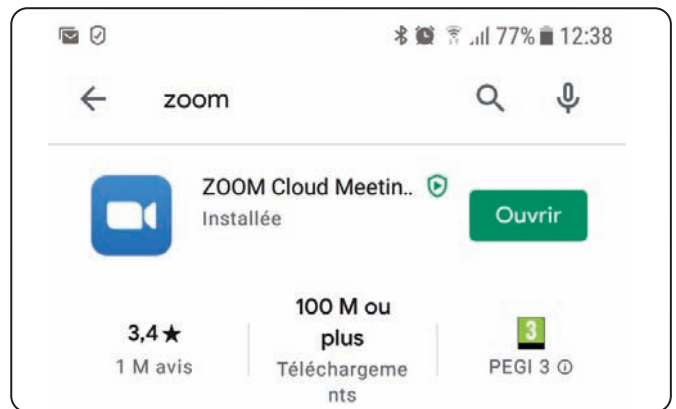 77% 12:38
zoom
ZOOM Cloud Meetin..
Installée
Ouvrir
3,4★
1 M avis
100 M ou
plus
Téléchargeme
nts
3
PEGI 3